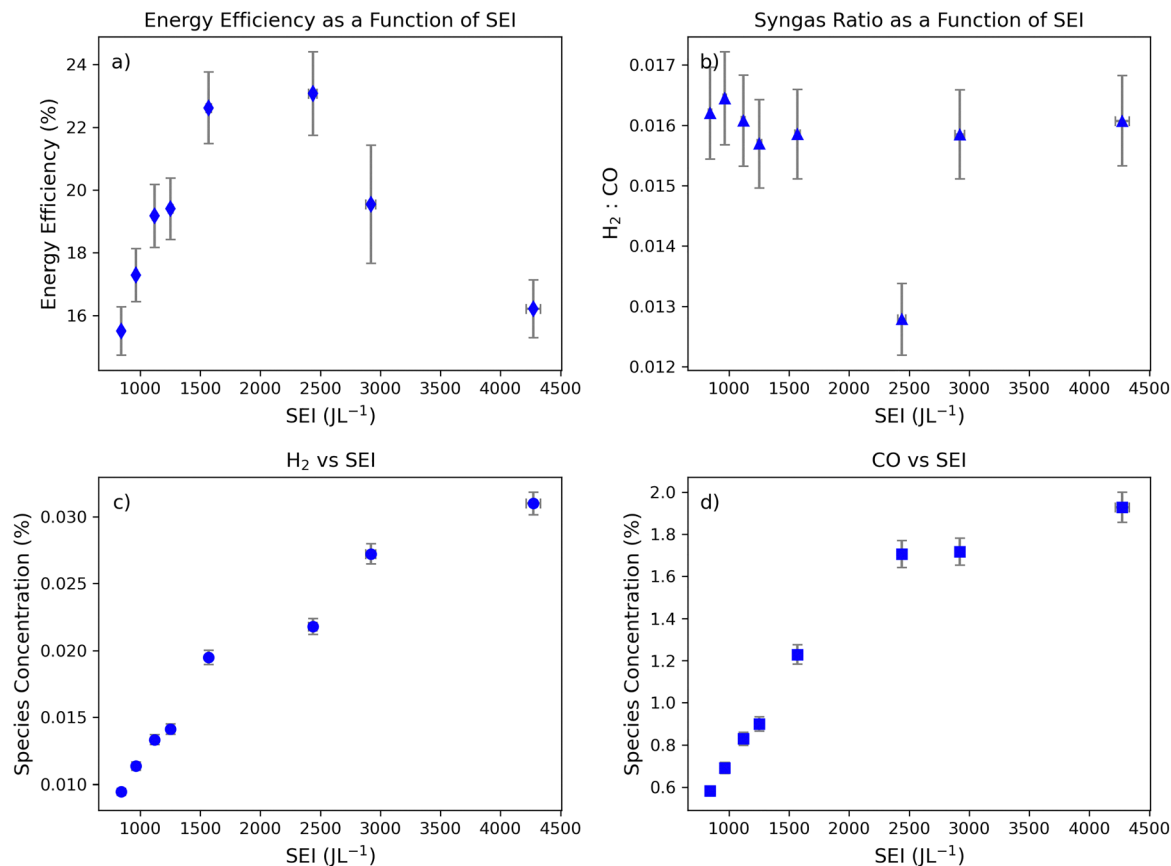 Energy Efficiency as a Function of SEI
a)
Energy Efficiency (%)
24
22
20
18
16
1000 1500 2000 2500 3000 3500 4000 4500
SEI (JL⁻¹)
Syngas Ratio as a Function of SEI
b)
H₂ : CO
0.017
0.016
0.015
0.014
0.013
0.012
1000 1500 2000 2500 3000 3500 4000 4500
SEI (JL⁻¹)
H₂ vs SEI
c)
Species Concentration (%)
0.030
0.025
0.020
0.015
0.010
1000 1500 2000 2500 3000 3500 4000 4500
SEI (JL⁻¹)
CO vs SEI
d)
Species Concentration (%)
2.0
1.8
1.6
1.4
1.2
1.0
0.8
0.6
1000 1500 2000 2500 3000 3500 4000 4500
SEI (JL⁻¹)